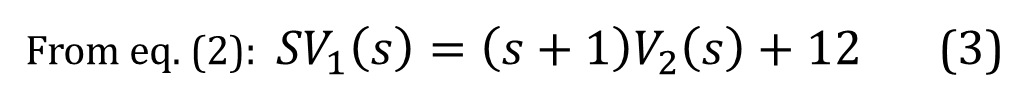 From eq. (2): SV₁(s) = (s + 1)V₂(s) + 12 (3)